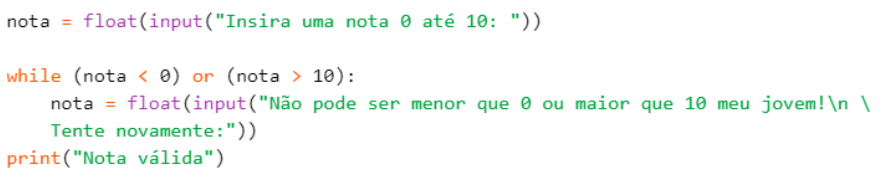 nota = float(input("Insira uma nota 0 até 10: "))
while (nota < 0) or (nota > 10):
    nota = float(input("Não pode ser menor que 0 ou maior que 10 meu jovem!\n \
    Tente novamente:"))
print("Nota válida")